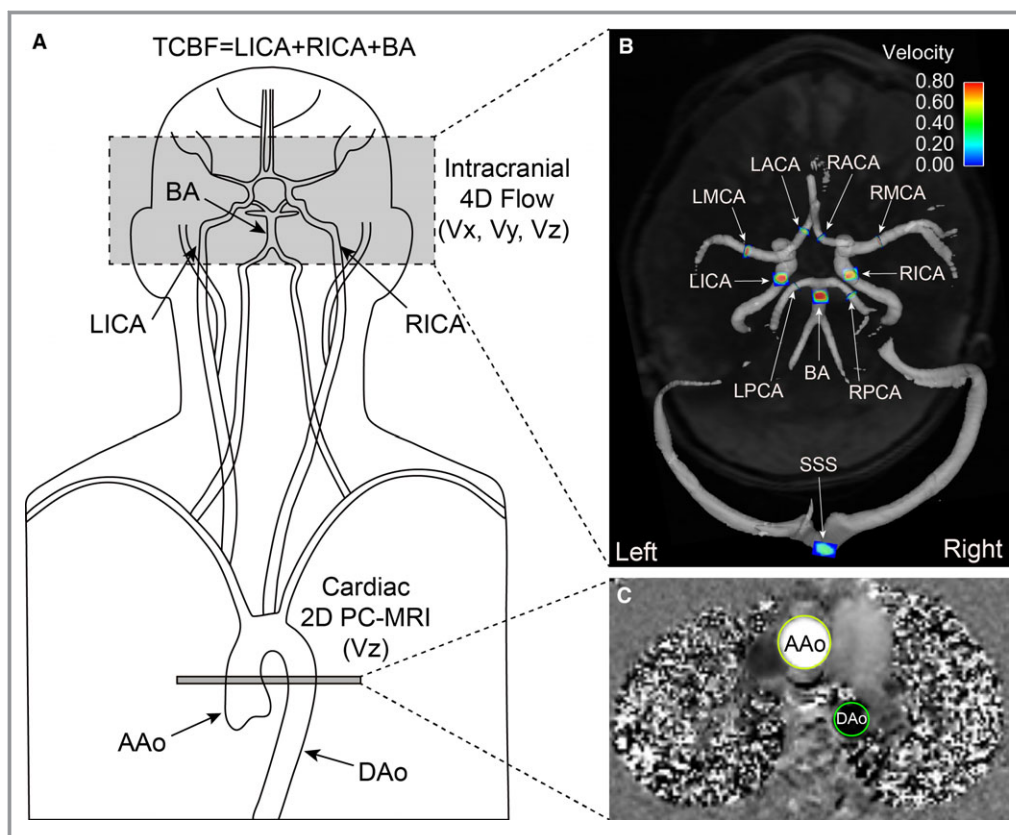 A
TCBF=LICA+RICA+BA
BA
Intracranial
4D Flow
(Vx, Vy, Vz)
LICA
RICA
Cardiac
2D PC-MRI
(Vz)
AAo
DAo
B
Velocity
0.80
0.60
0.40
0.20
0.00
LACA
RACA
LMCA
RMCA
LICA
RICA
BA
LPCA
RPCA
SSS
Left
Right
C
AAo
DAo